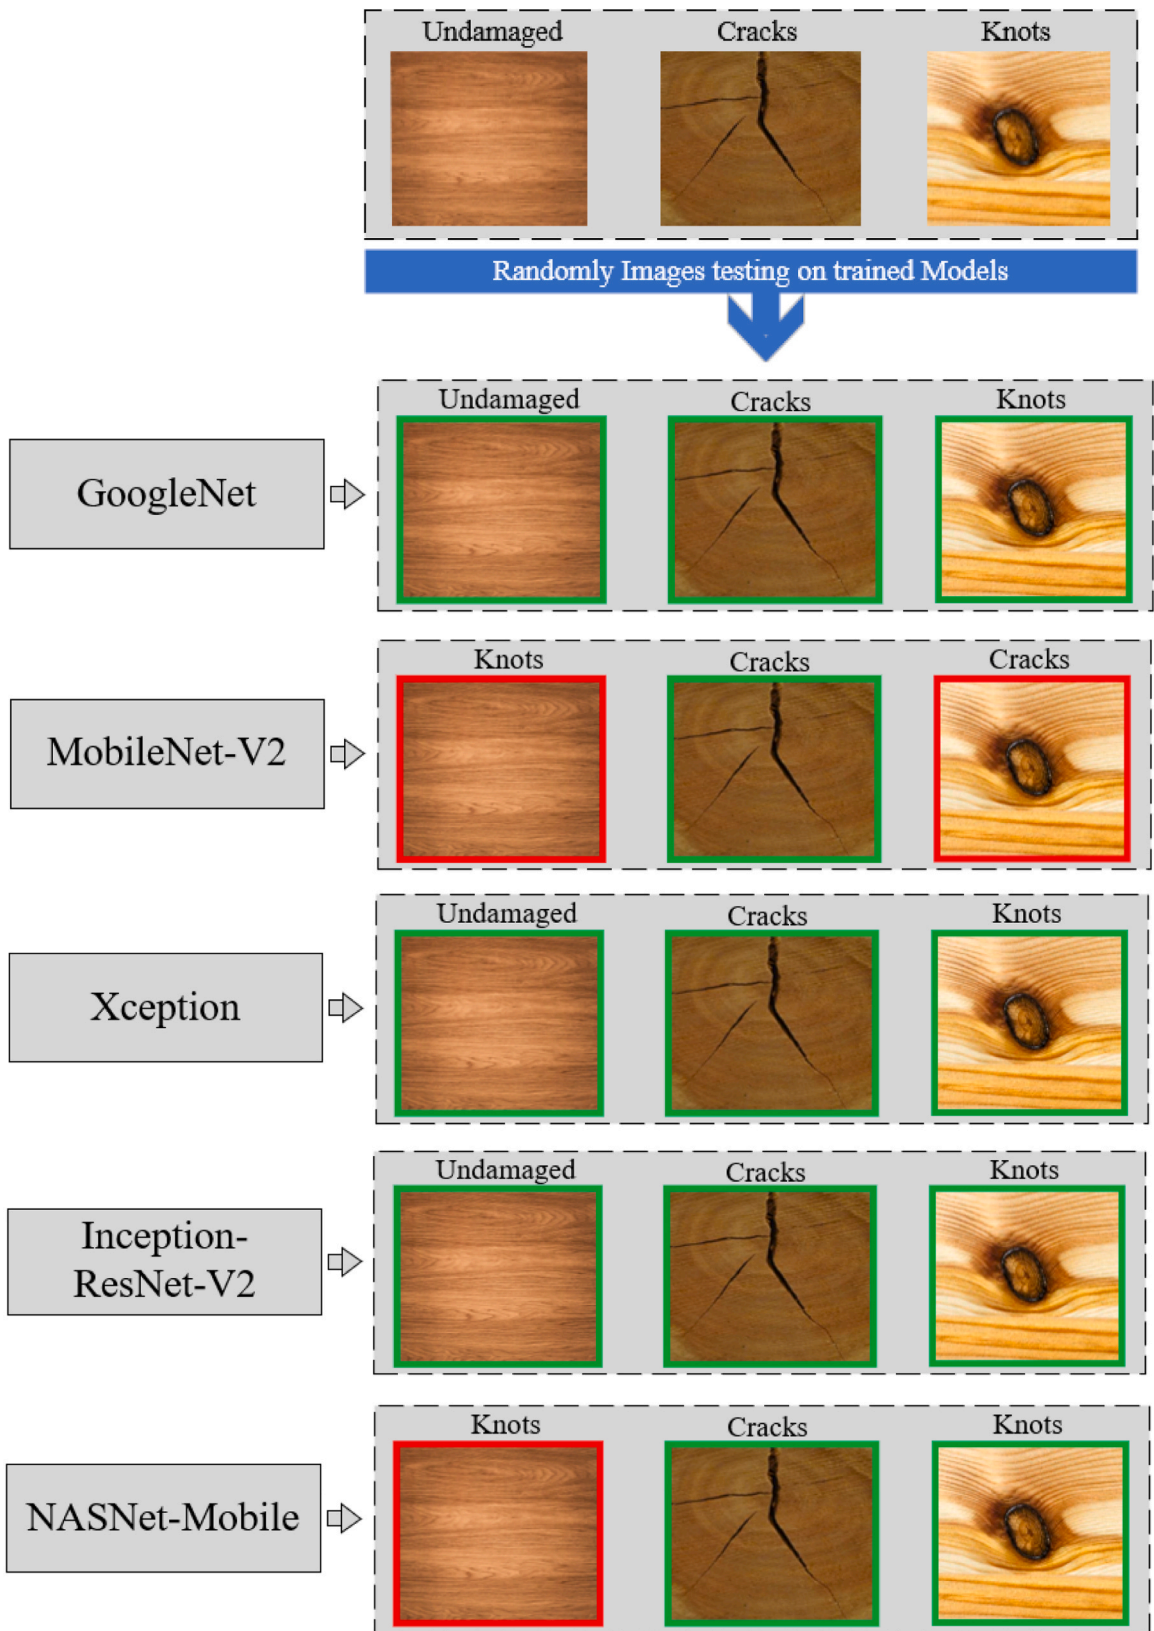 Undamaged Cracks Knots
Randomly Images testing on trained Models
Undamaged Cracks Knots
GoogleNet
Knots Cracks Cracks
MobileNet-V2
Undamaged Cracks Knots
Xception
Undamaged Cracks Knots
Inception-
ResNet-V2
Knots Cracks Knots
NASNet-Mobile